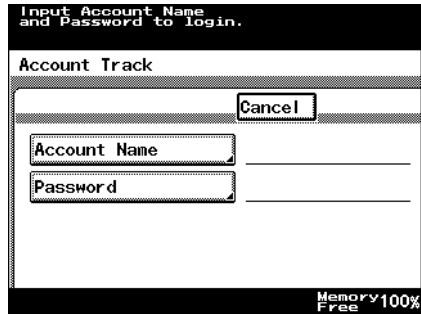 Input Account Name
and Password to login.
Account Track
Cancel
Account Name
Password
Memory 100%
Free